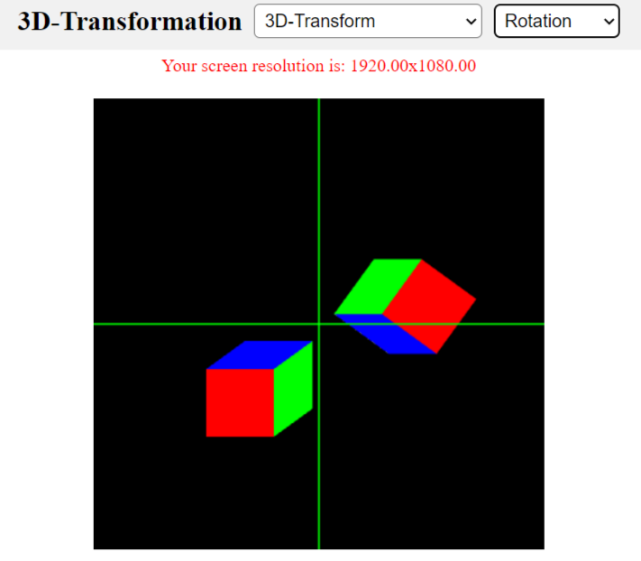 3D-Transformation 3D-Transform Rotation
Your screen resolution is: 1920.00x1080.00